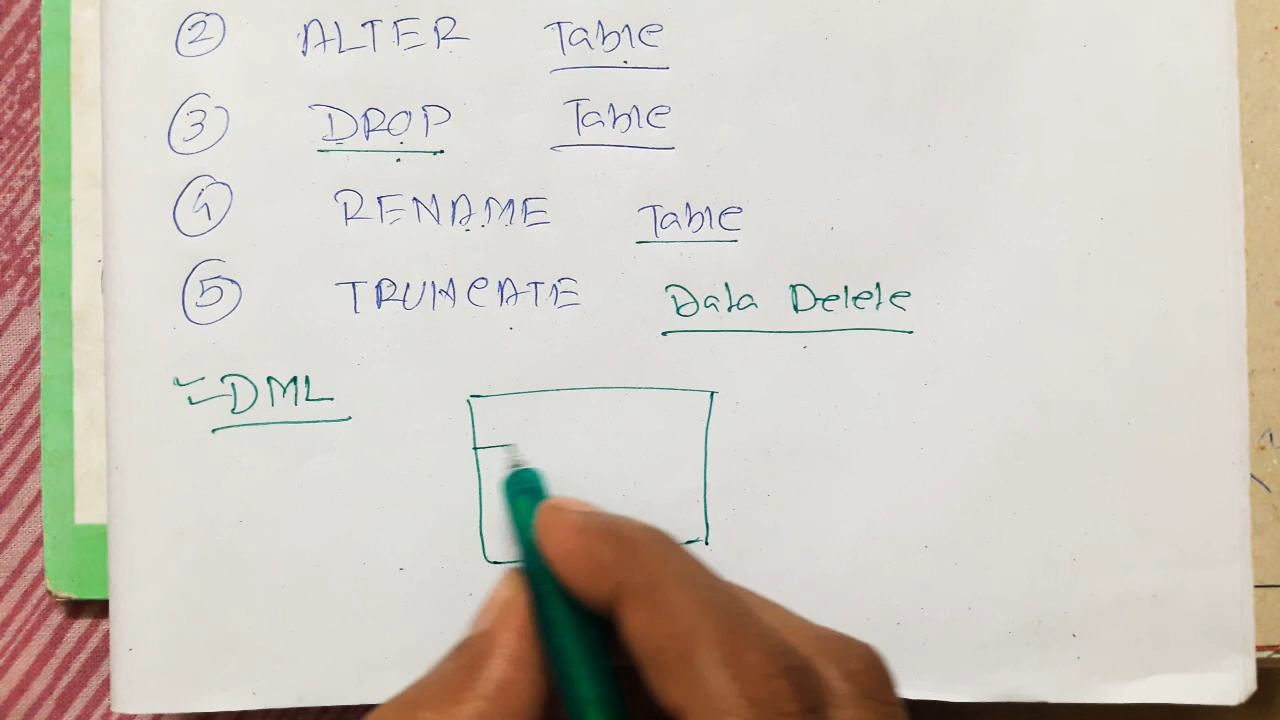 ② ALTER Table
③ DROP Table
④ RENAME Table
⑤ TRUNCATE Data Delete
DML